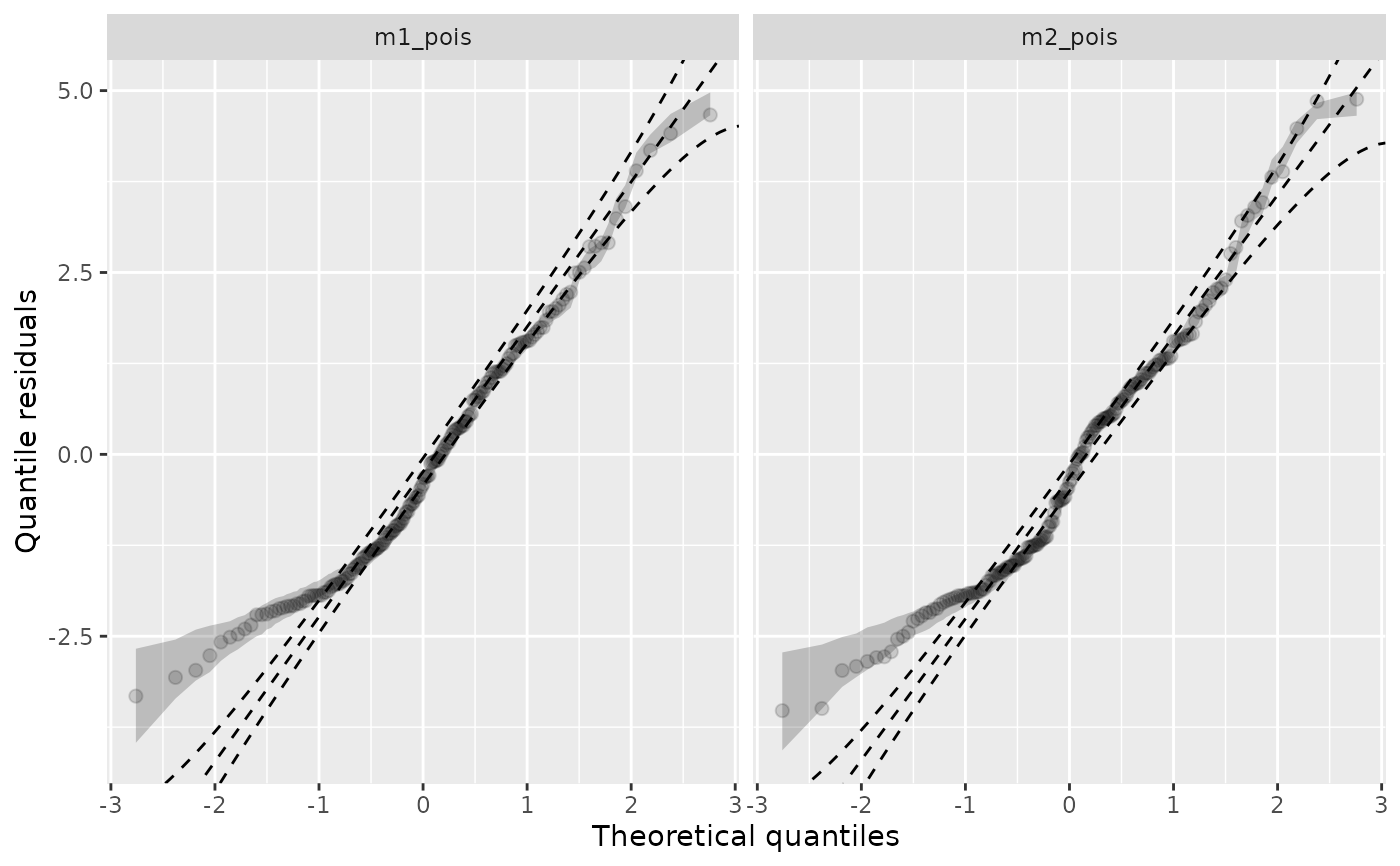 m1_pois m2_pois
5.0
2.5
0.0
-2.5
Quantile residuals
-3 -2 -1 0 1 2 3 -3 -2 -1 0 1 2 3
Theoretical quantiles